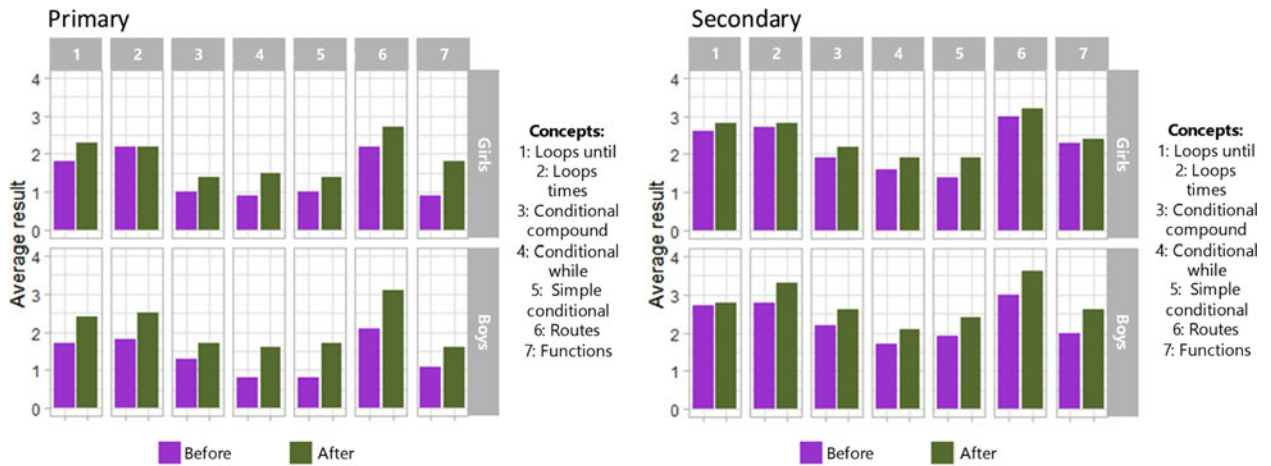 Primary
1 2 3 4 5 6 7
4
3
2
1
0
Girls
4
3
2
1
0
Boys
Average result
Concepts:
1: Loops until
2: Loops
times
3: Conditional
compound
4: Conditional
while
5: Simple
conditional
6: Routes
7: Functions
Before After
Secondary
1 2 3 4 5 6 7
4
3
2
1
0
Girls
4
3
2
1
0
Boys
Average result
Concepts:
1: Loops until
2: Loops
times
3: Conditional
compound
4: Conditional
while
5: Simple
conditional
6: Routes
7: Functions
Before After